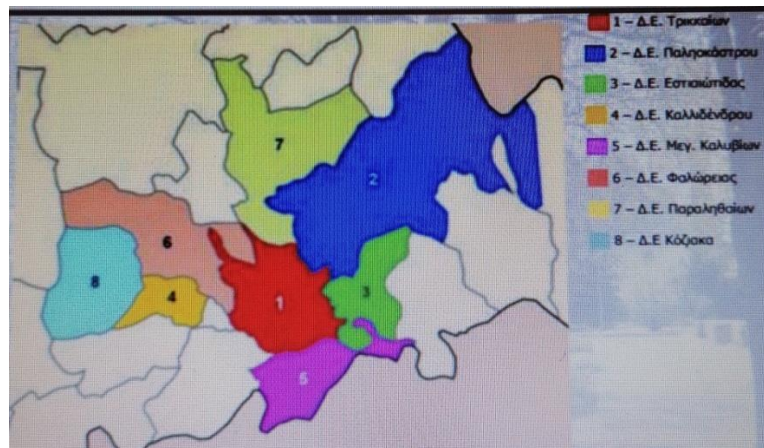 1 – Δ.Ε. Τρικκαίων
2 – Δ.Ε. Παληοκάστρου
3 – Δ.Ε. Εστιαιώτιδας
4 – Δ.Ε. Καλλιδένδρου
5 – Δ.Ε. Μεγ. Καλυβίων
6 – Δ.Ε. Φαλώρειας
7 – Δ.Ε. Παραληθαίων
8 – Δ.Ε Κόζιακα
7
2
6
8
4
1
3
5